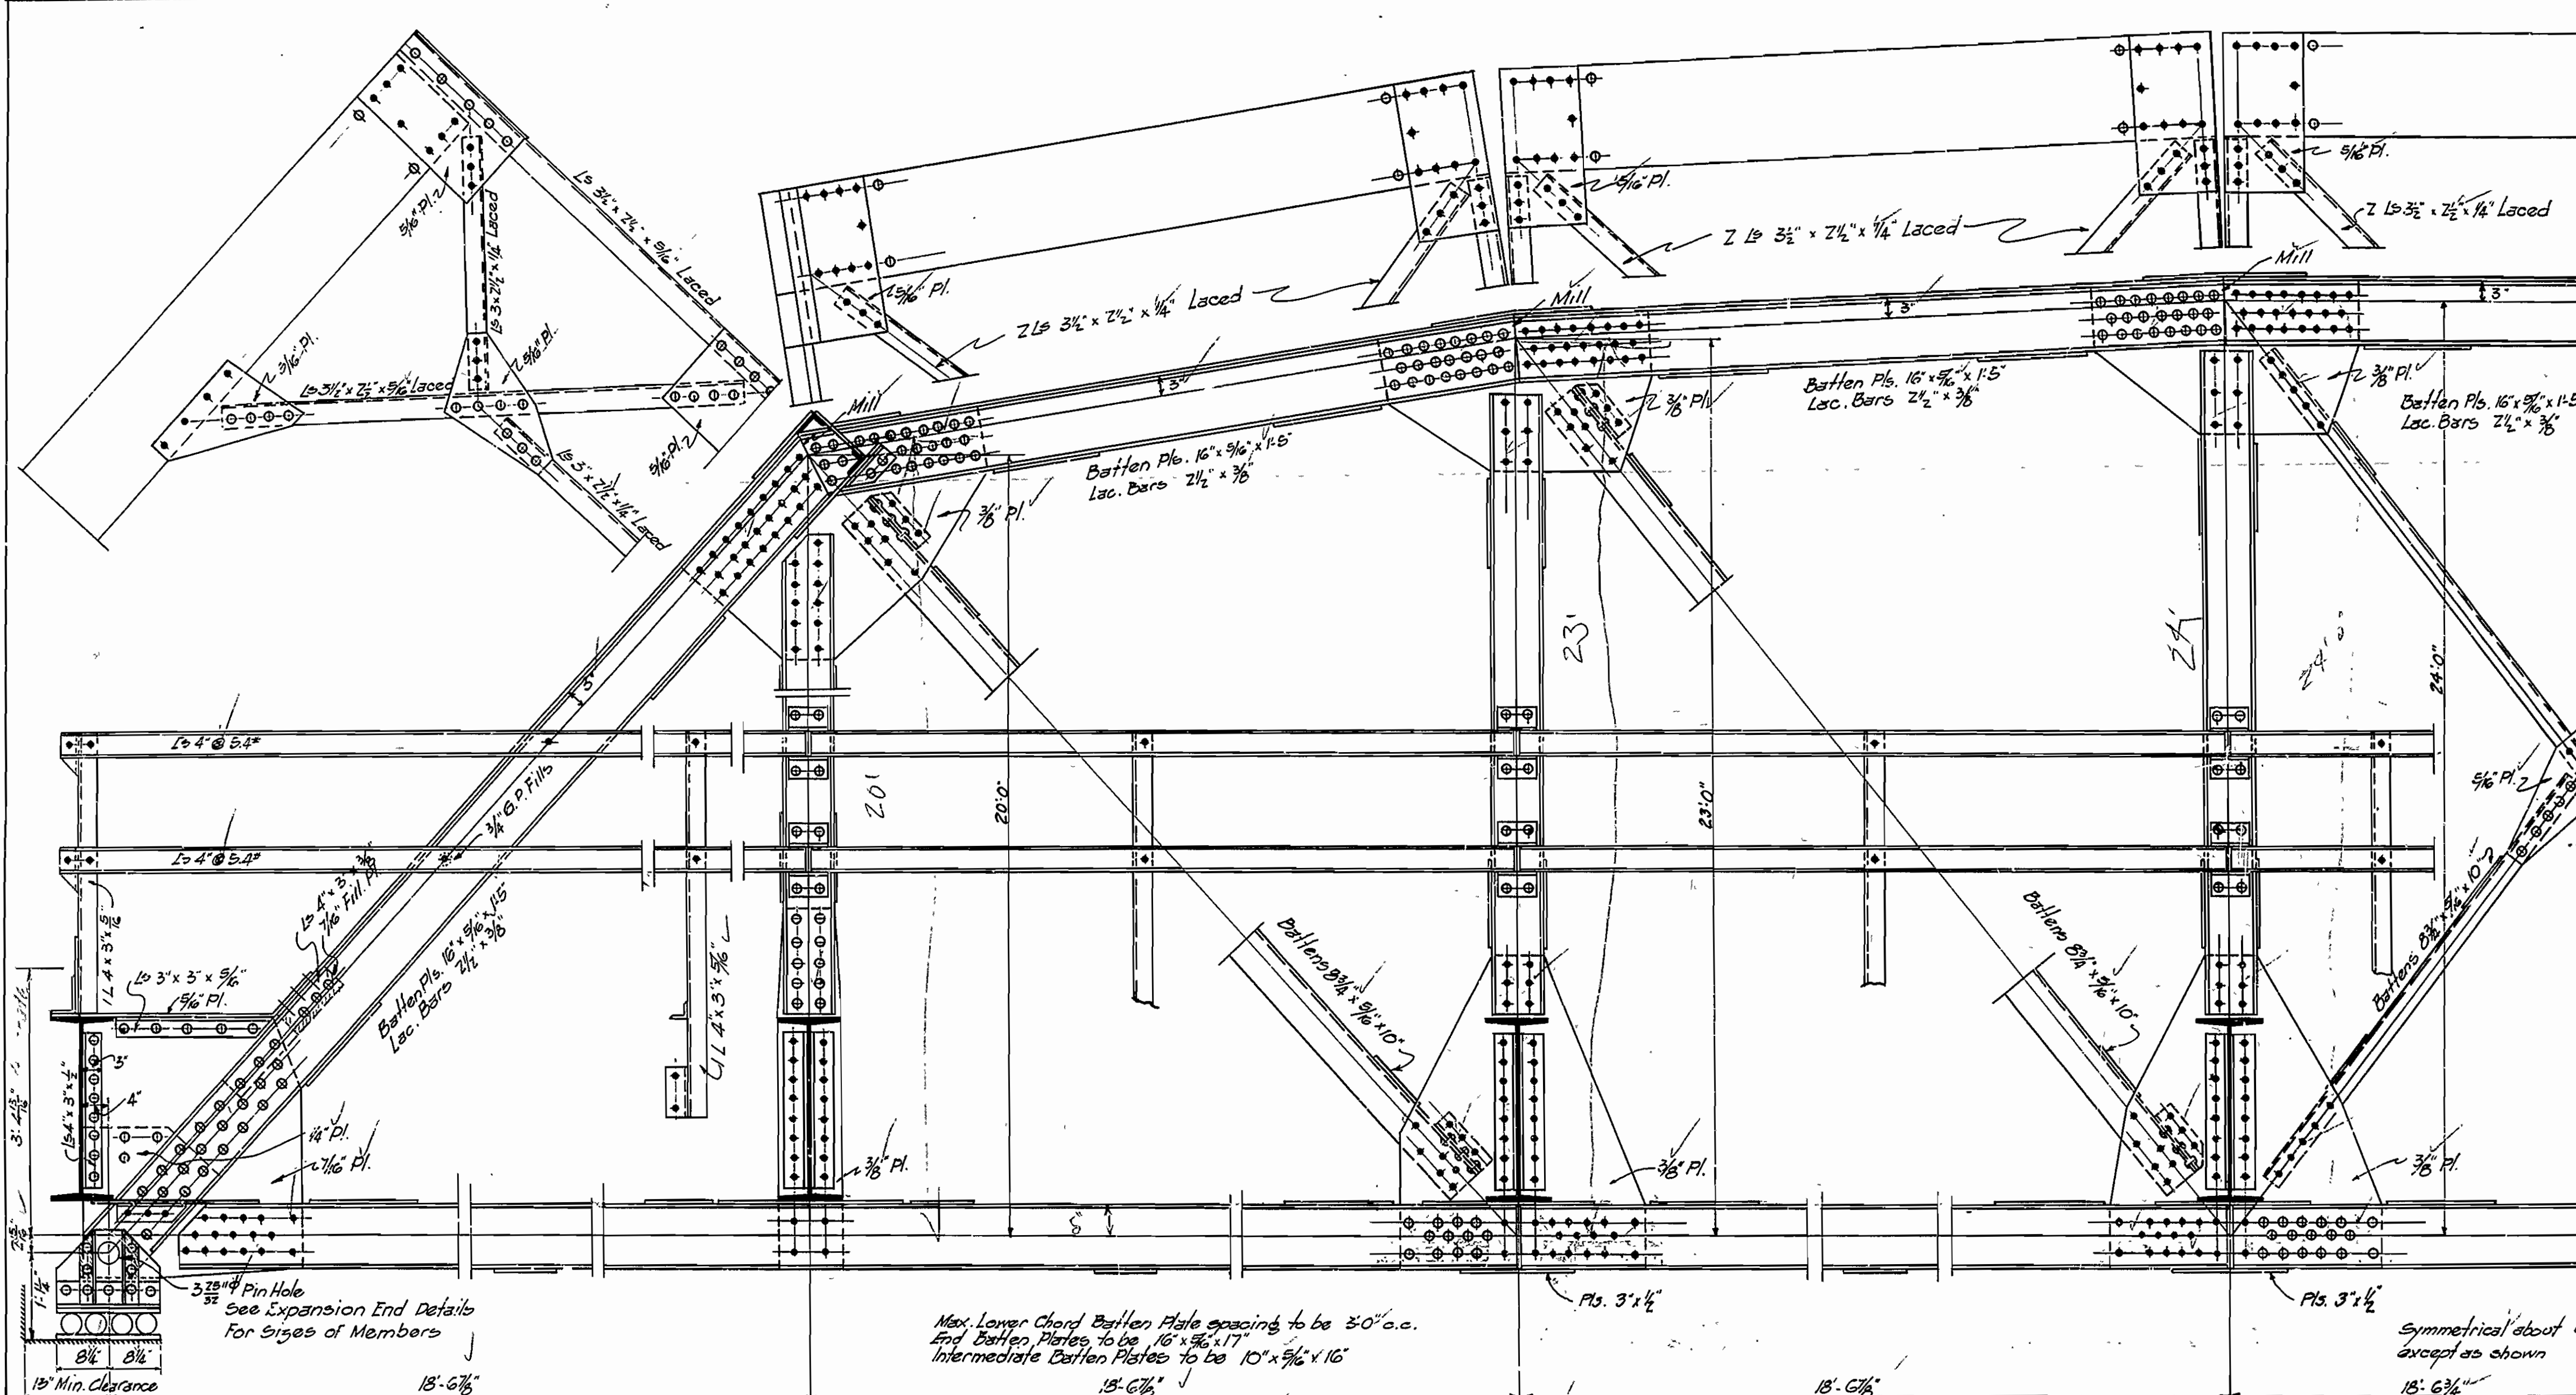 5/16" Pl.
Ls 3½" x 2½" x 5/16" Laced
Ls 3 x 2½" x ¼" Laced
5/16" Pl.
3/16" Pl.
Ls 3½" x 2½" x 5/16 Laced
5/16" Pl.
Ls 3" x 2½" x ¼" Laced
5/16" Pl.
2 Ls 3½" x 2½" x ¼" Laced
5/16" Pl.
2 Ls 3½" x 2½" x ¼" Laced
5/16" Pl.
2 Ls 3½" x 2½" x ¼" Laced
Mill
Mill
Mill
3"
3"
3"
3"
Batten Pls. 16" x 5/16" x 1'-5"
Lac. Bars 2½" x 3/8"
Batten Pls. 16" x 5/16" x 1'-5"
Lac. Bars 2½" x 3/8"
Batten Pls. 16" x 5/16" x 1'-5
Lac. Bars 2½" x 3/8"
3/8" Pl.
3/8" Pl.
3/8" Pl.
20'
20'-0"
23'
23'-0"
24'
24'0"
24'-0"
Ls 4" @ 5.4#
Ls 4" @ 5.4#
3/4" G.P. Fills
Ls 4" x 3" x 3/8"
7/16" Fill. Pl.
1 L 4 x 3" x 5/16"
Ls 3" x 3" x 5/16"
5/16" Pl.
Batten Pls. 16" x 5/16" x 1'-5"
Lac. Bars 2½" x 3/8"
1 L 4" x 3" x 5/16"
Battens 8¾" x 5/16" x 10"
Battens 8¾" x 5/16" x 10"
Battens 8¾" x 5/16" x 10"
5/16" Pl.
Ls 4" x 3" x ½"
3"
4"
¼" Pl.
7/16" Pl.
3/8" Pl.
3/8" Pl.
3/8" Pl.
1'-1¼"
3 25/32" φ Pin Hole
See Expansion End Details
For Sizes of Members
8¼" 8¼"
13" Min. Clearance
Max. Lower Chord Batten Plate spacing to be 3'-0" c.c.
End Batten Plates to be 16" x 5/16" x 17"
Intermediate Batten Plates to be 10" x 5/16" x 16"
Pls. 3" x ½"
Pls. 3" x ½"
Symmetrical about
except as shown
18'-6⅞"
18'-6⅞"
18'-6⅞"
18'-6¾"